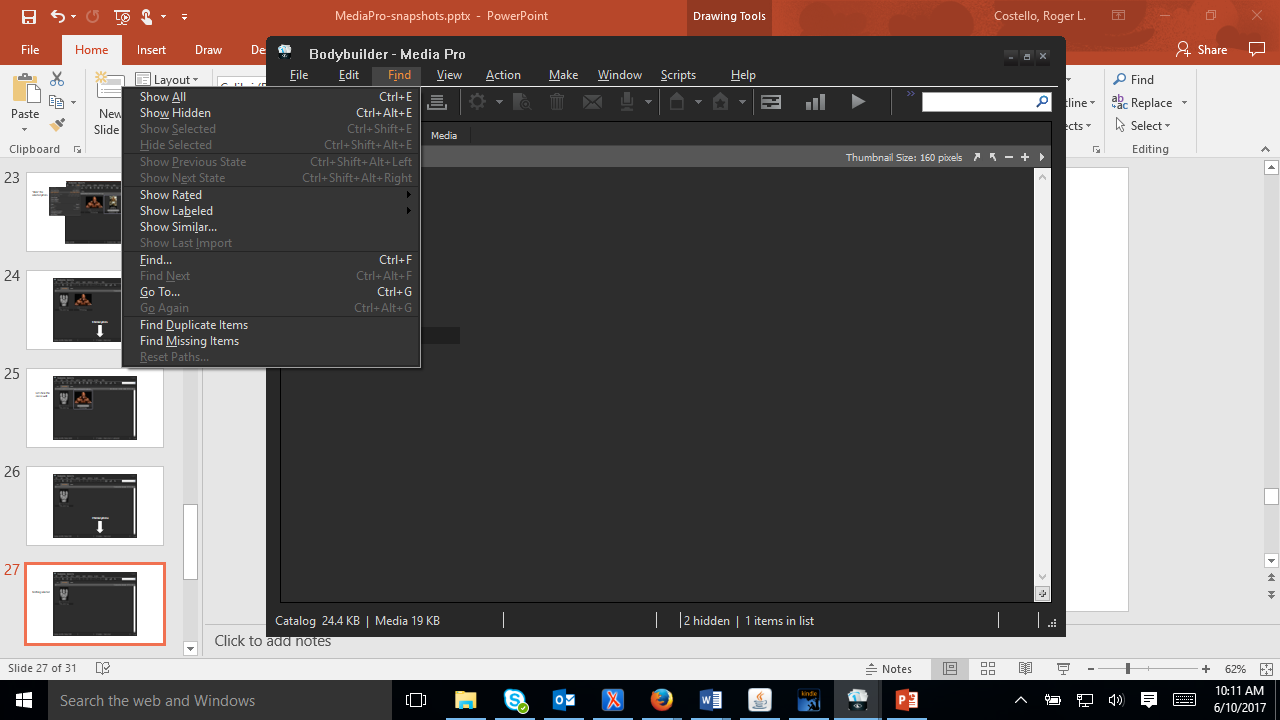 MediaPro-snapshots.pptx - PowerPoint
Drawing Tools
Costello, Roger L.
File
Home
Insert
Draw
Share
Paste
Clipboard
New
Slide
Layout
Find
Replace
Select
Editing
Bodybuilder - Media Pro
File Edit Find View Action Make Window Scripts Help
Show All Ctrl+E
Show Hidden Ctrl+Alt+E
Show Selected Ctrl+Shift+E
Hide Selected Ctrl+Shift+Alt+E
Show Previous State Ctrl+Shift+Alt+Left
Show Next State Ctrl+Shift+Alt+Right
Show Rated
Show Labeled
Show Similar...
Show Last Import
Find... Ctrl+F
Find Next Ctrl+Alt+F
Go To... Ctrl+G
Go Again Ctrl+Alt+G
Find Duplicate Items
Find Missing Items
Reset Paths...
Media
Thumbnail Size: 160 pixels
23
24
25
26
27
Catalog 24.4 KB | Media 19 KB
2 hidden | 1 items in list
Click to add notes
Slide 27 of 31
Notes
62%
Search the web and Windows
kindle
10:11 AM
6/10/2017